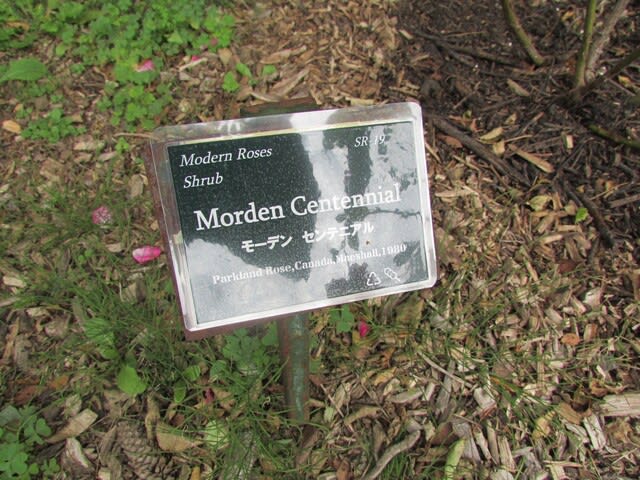 Modern Roses SR-19
Shrub
Morden Centennial
モーデン センテニアル
Parkland Rose,Canada,Marshall,1980